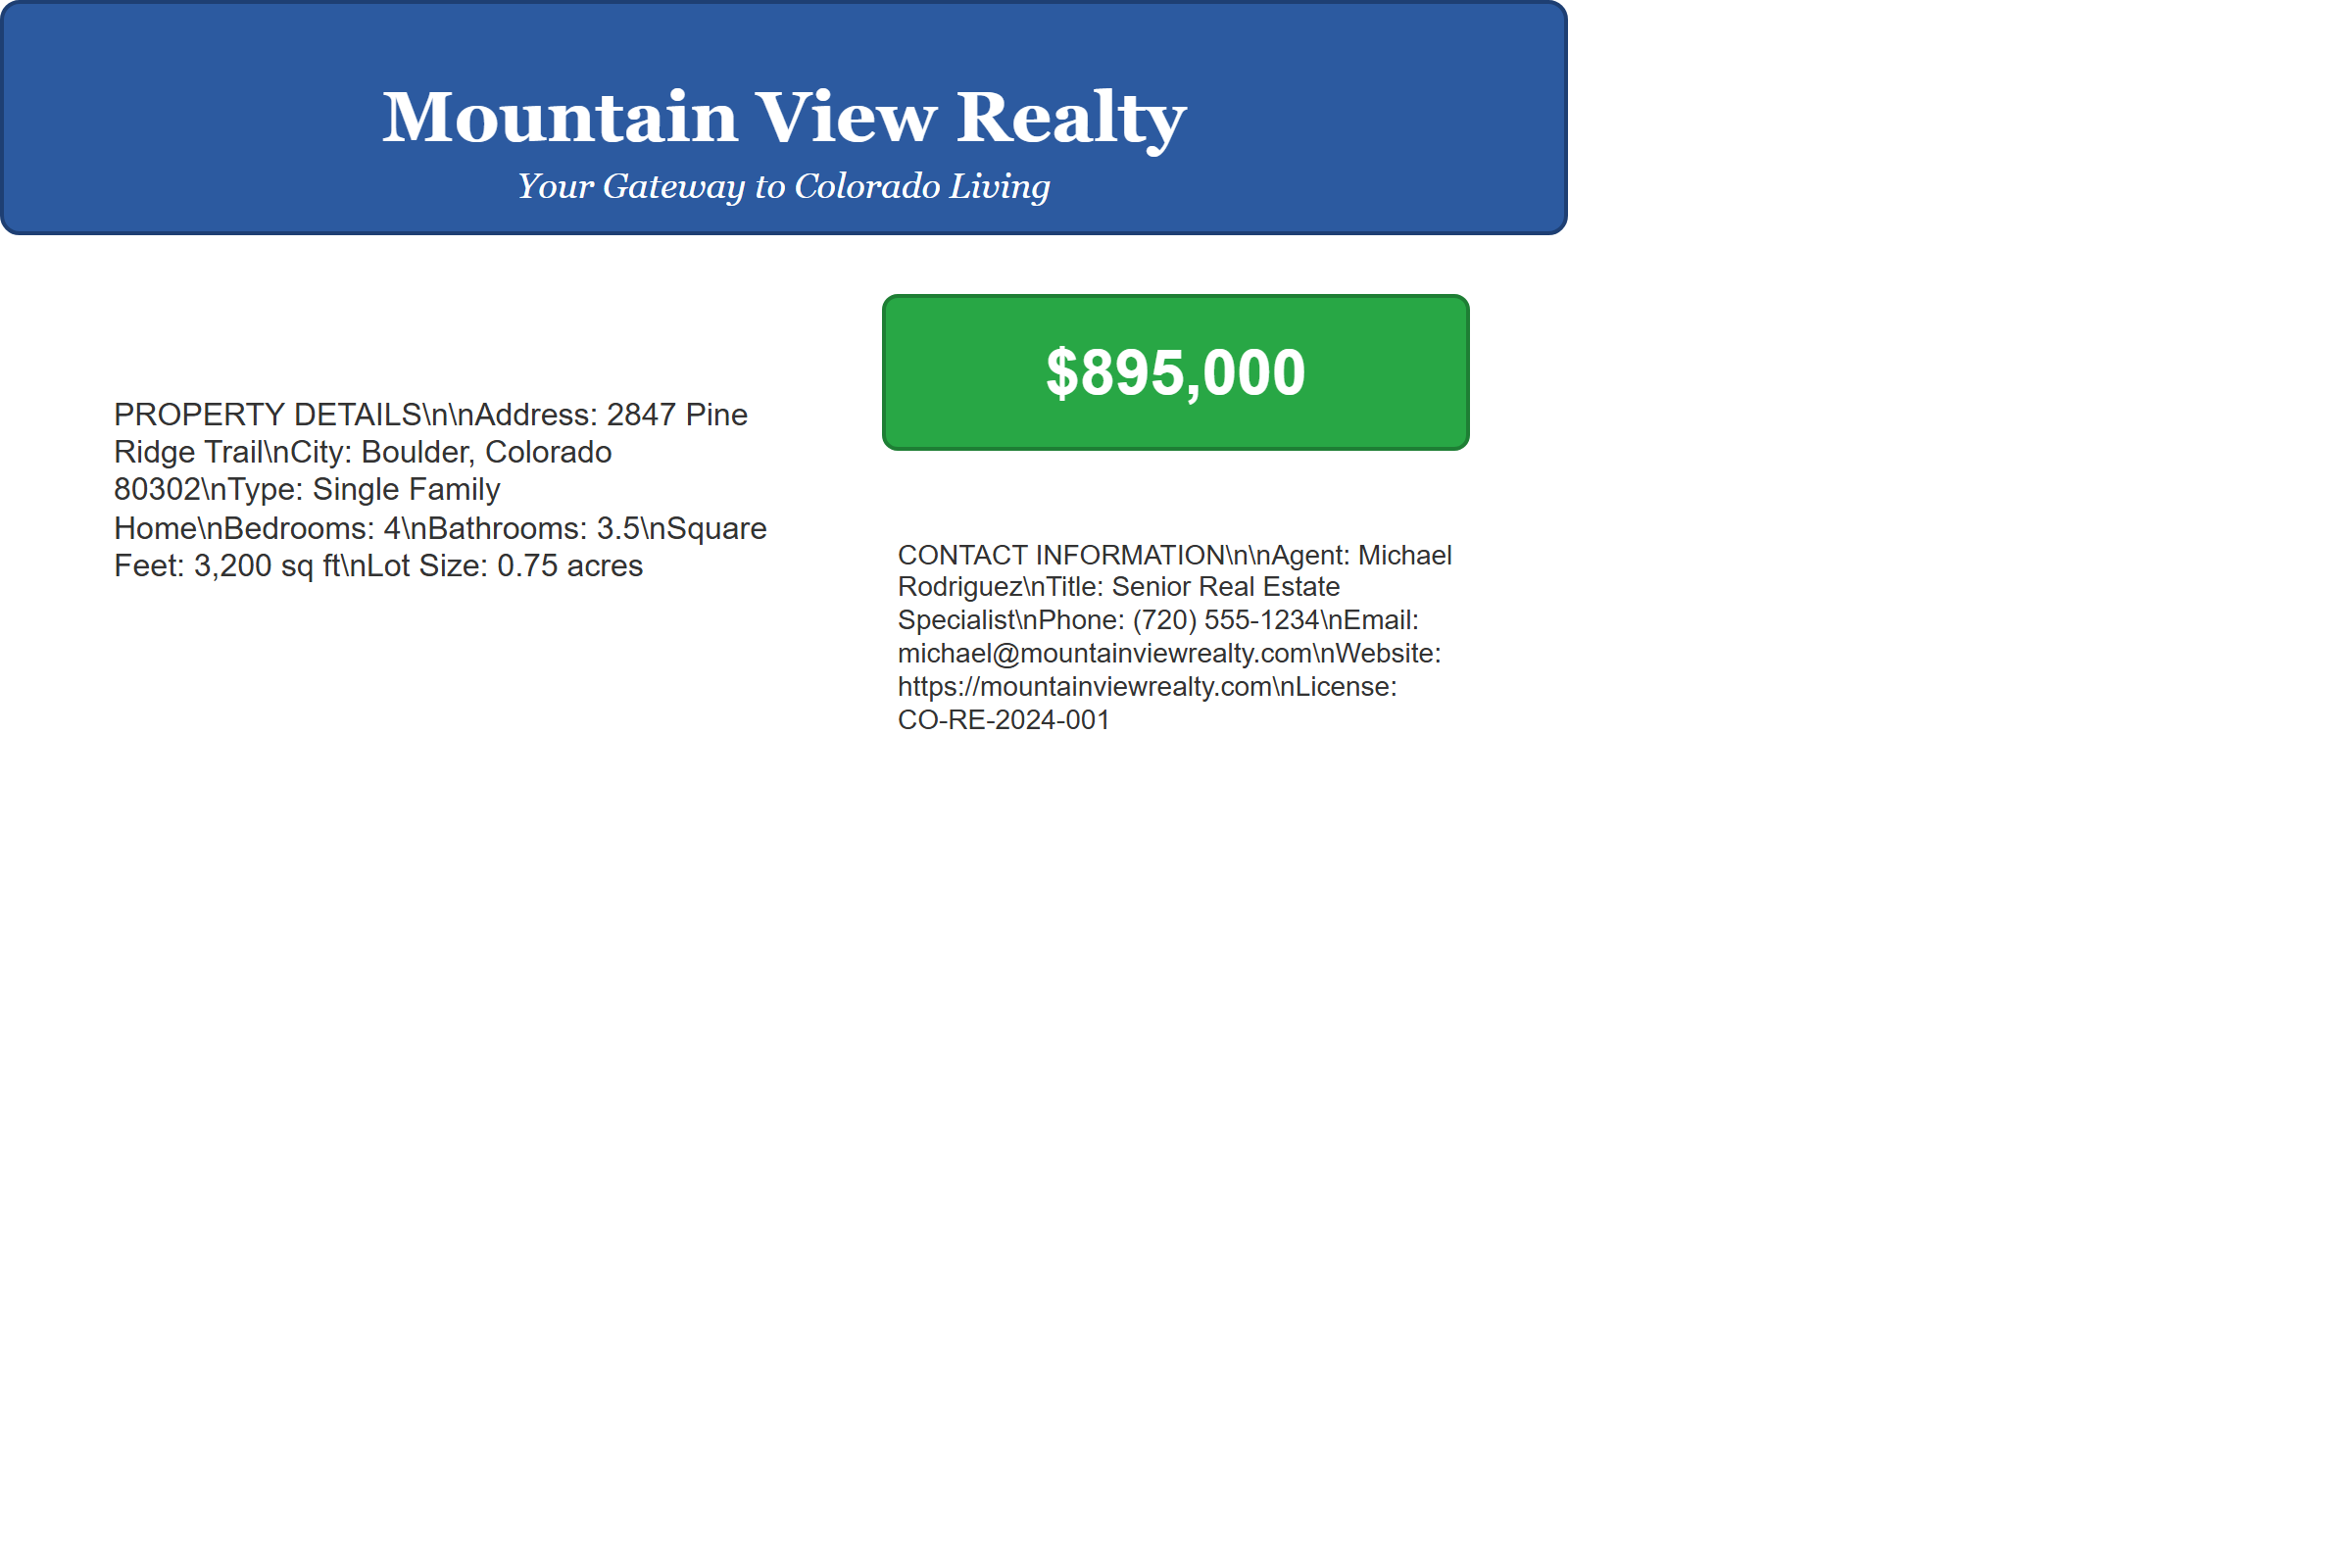 Mountain View Realty
Your Gateway to Colorado Living
$895,000
PROPERTY DETAILS\n\nAddress: 2847 Pine
Ridge Trail\nCity: Boulder, Colorado
80302\nType: Single Family
Home\nBedrooms: 4\nBathrooms: 3.5\nSquare
Feet: 3,200 sq ft\nLot Size: 0.75 acres
CONTACT INFORMATION\n\nAgent: Michael
Rodriguez\nTitle: Senior Real Estate
Specialist\nPhone: (720) 555-1234\nEmail:
michael@mountainviewrealty.com\nWebsite:
https://mountainviewrealty.com\nLicense:
CO-RE-2024-001